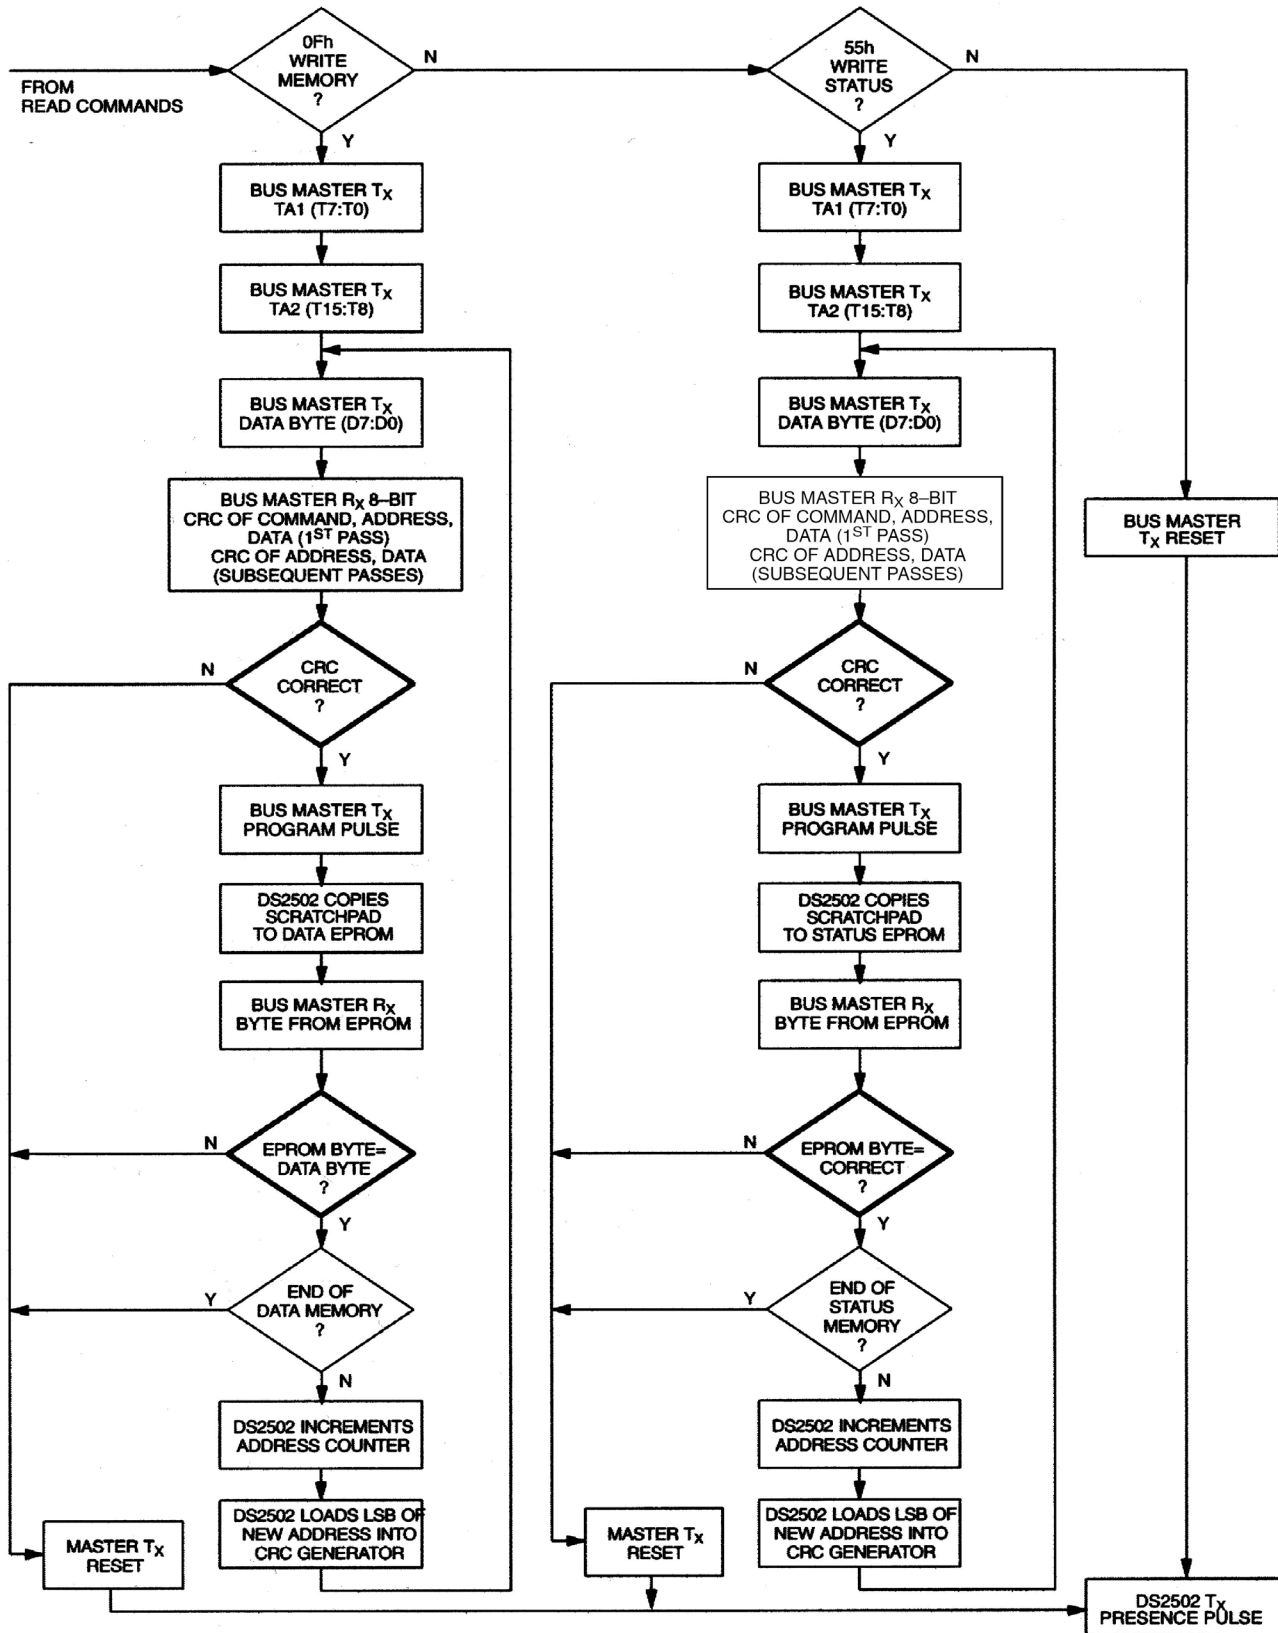 0Fh
WRITE
MEMORY
?
N
55h
WRITE
STATUS
?
N
FROM
READ COMMANDS
Y
Y
BUS MASTER TX
TA1 (T7:T0)
BUS MASTER TX
TA1 (T7:T0)
BUS MASTER TX
TA2 (T15:T8)
BUS MASTER TX
TA2 (T15:T8)
BUS MASTER TX
DATA BYTE (D7:D0)
BUS MASTER TX
DATA BYTE (D7:D0)
BUS MASTER RX 8–BIT
CRC OF COMMAND, ADDRESS,
DATA (1ST PASS)
CRC OF ADDRESS, DATA
(SUBSEQUENT PASSES)
BUS MASTER RX 8–BIT
CRC OF COMMAND, ADDRESS,
DATA (1ST PASS)
CRC OF ADDRESS, DATA
(SUBSEQUENT PASSES)
BUS MASTER
TX RESET
N
CRC
CORRECT
?
N
CRC
CORRECT
?
Y
Y
BUS MASTER TX
PROGRAM PULSE
BUS MASTER TX
PROGRAM PULSE
DS2502 COPIES
SCRATCHPAD
TO DATA EPROM
DS2502 COPIES
SCRATCHPAD
TO STATUS EPROM
BUS MASTER RX
BYTE FROM EPROM
BUS MASTER RX
BYTE FROM EPROM
N
EPROM BYTE=
DATA BYTE
?
N
EPROM BYTE=
CORRECT
?
Y
Y
Y
END OF
DATA MEMORY
?
Y
END OF
STATUS
MEMORY
?
N
N
DS2502 INCREMENTS
ADDRESS COUNTER
DS2502 INCREMENTS
ADDRESS COUNTER
MASTER TX
RESET
DS2502 LOADS LSB OF
NEW ADDRESS INTO
CRC GENERATOR
MASTER TX
RESET
DS2502 LOADS LSB OF
NEW ADDRESS INTO
CRC GENERATOR
DS2502 TX
PRESENCE PULSE